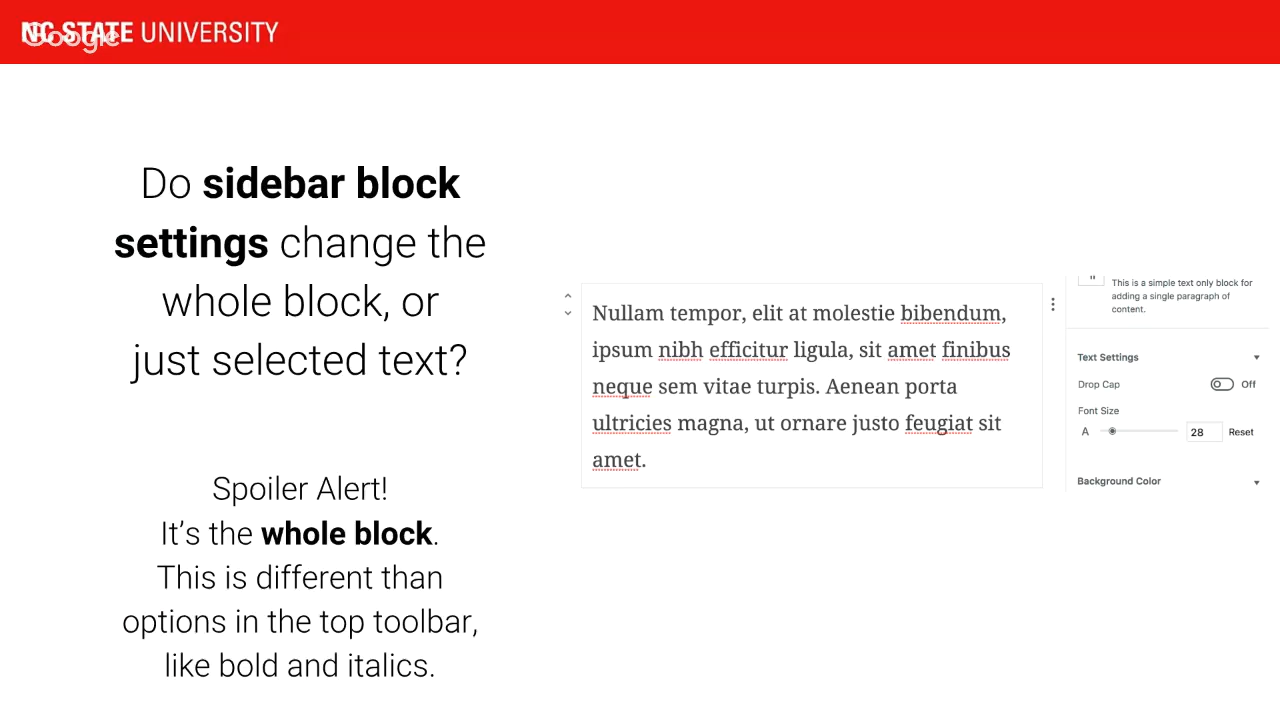 NC STATE UNIVERSITY
Google
Do sidebar block
settings change the
whole block, or
just selected text?
Spoiler Alert!
It's the whole block.
This is different than
options in the top toolbar,
like bold and italics.
Nullam tempor, elit at molestie bibendum,
ipsum nibh efficitur ligula, sit amet finibus
neque sem vitae turpis. Aenean porta
ultricies magna, ut ornare justo feugiat sit
amet.
This is a simple text only block for
adding a single paragraph of
content.
Text Settings
Drop Cap Off
Font Size
A 28 Reset
Background Color